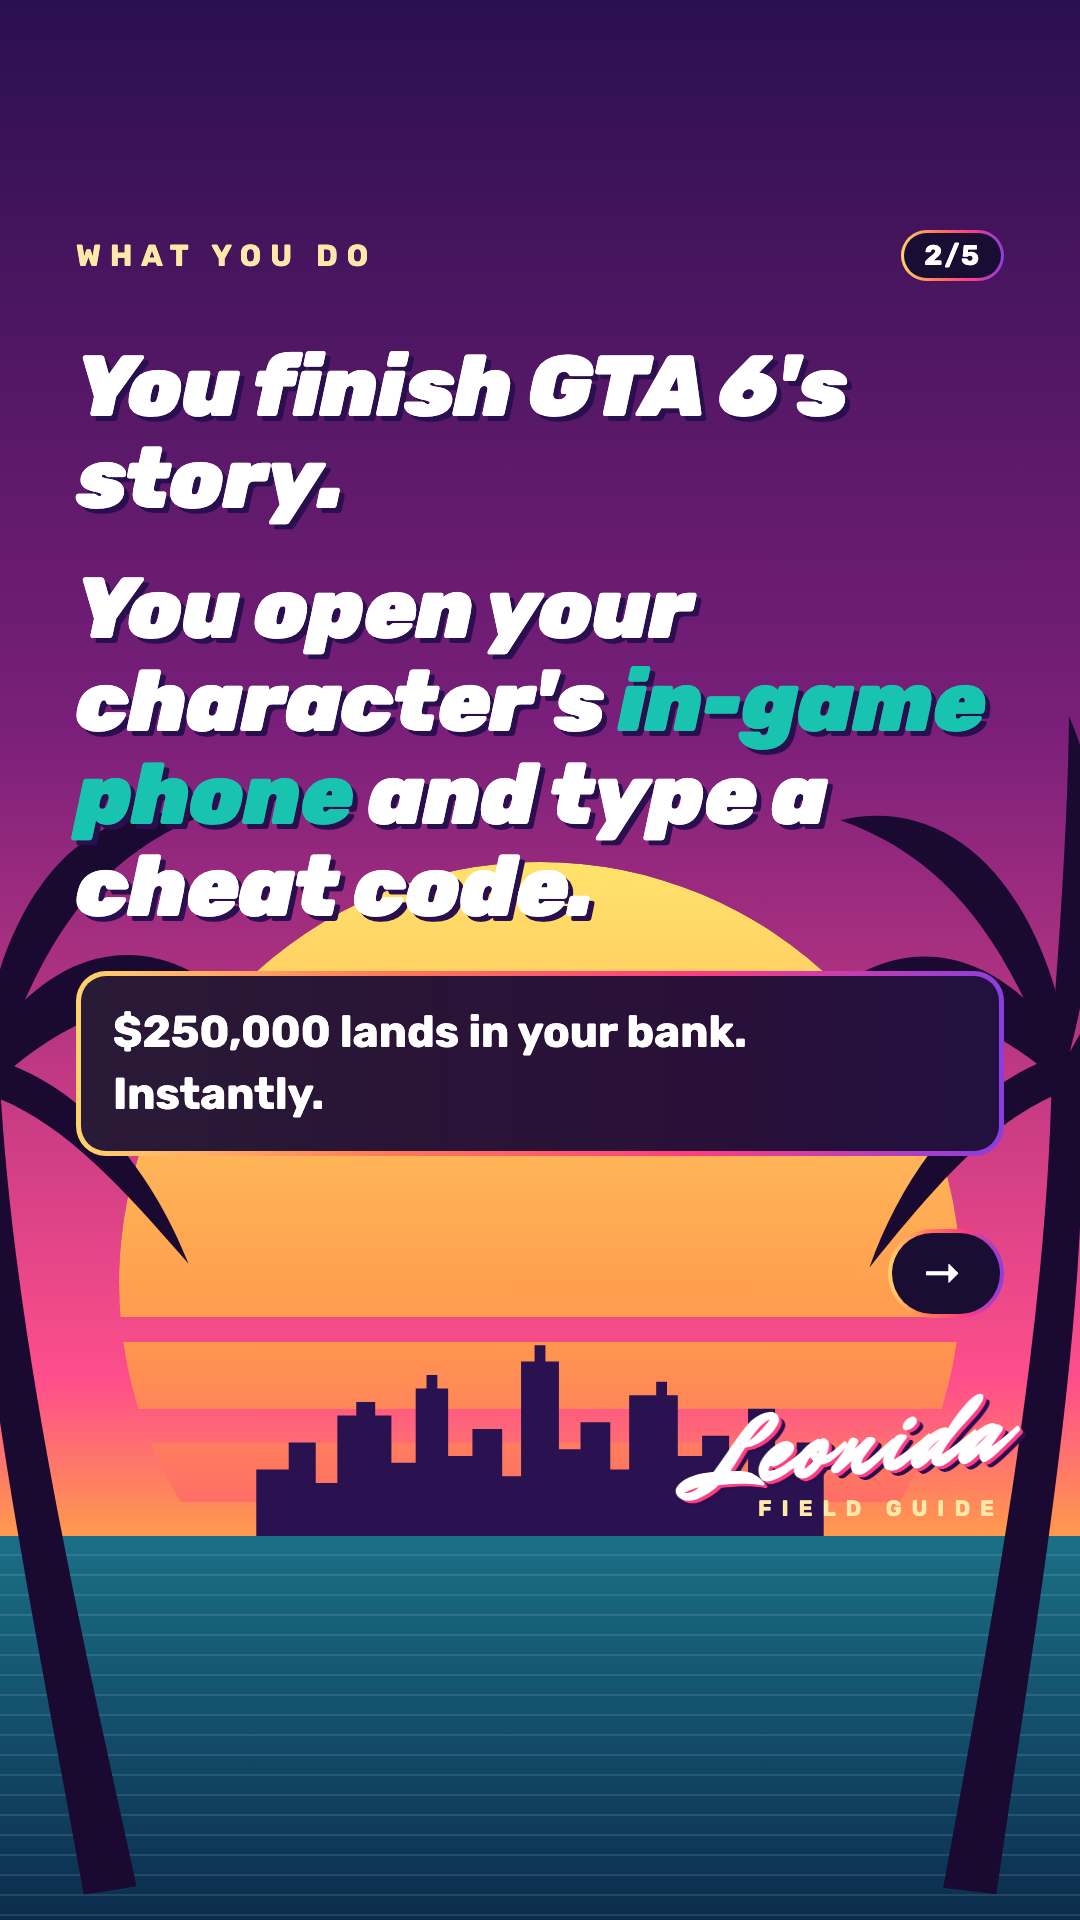 WHAT YOU DO
2/5
You finish GTA 6's
story.
You open your
character's in-game
phone and type a
cheat code.
$250,000 lands in your bank.
Instantly.
→
Leonida
FIELD GUIDE